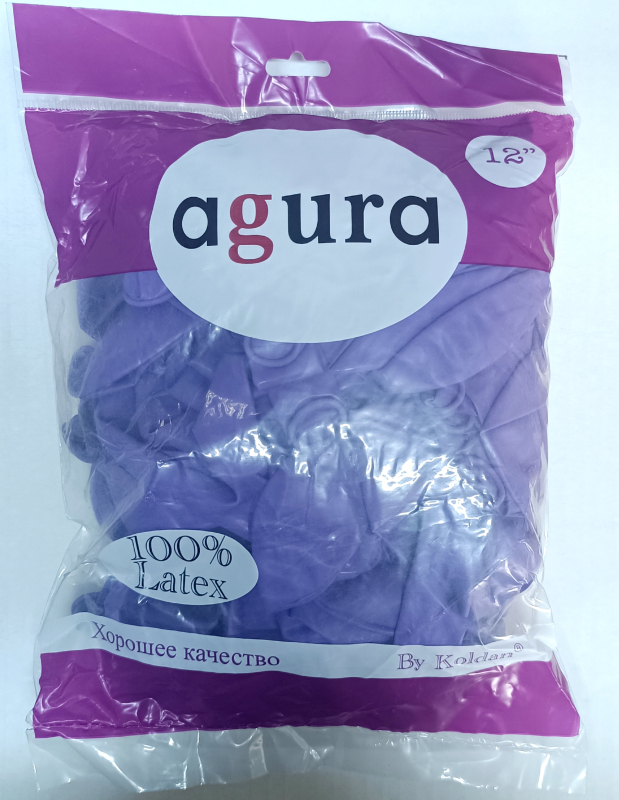 12”
agura
100%
Latex
Хорошее качество
By Koldan®